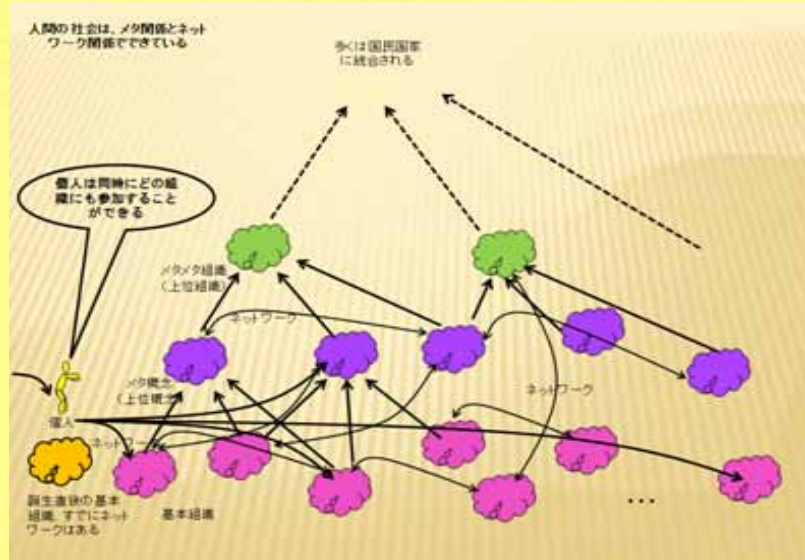 人間の社会は、メタ関係とネット
ワーク関係でできている
多くは国民国家
に統合される
個人は同時にどの組
織にも参加すること
ができる
メタメタ組織
(上位組織)
ネットワーク
メタ概念
(上位概念)
ネットワーク
個人
ネットワーク
誕生直後の基本
組織、すでにネット
ワークはある
基本組織
...